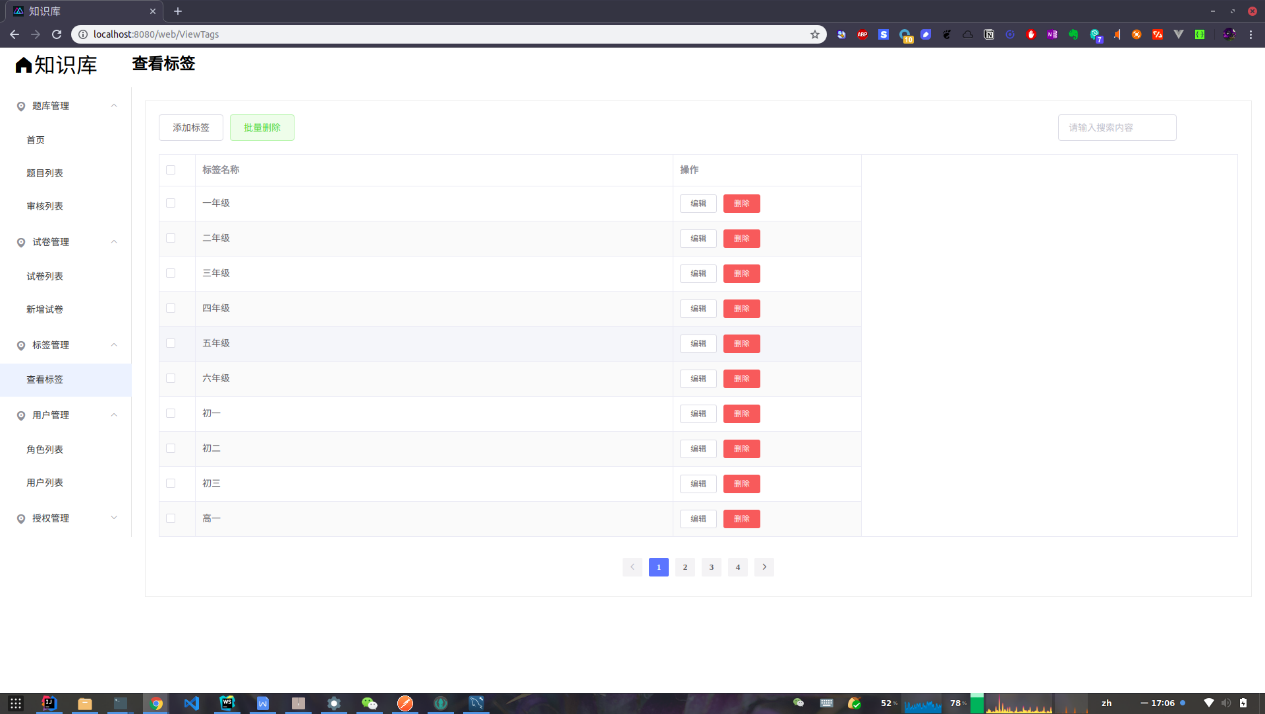 知识库
localhost:8080/web/ViewTags
知识库
查看标签
题库管理
首页
题目列表
审核列表
试卷管理
试卷列表
新增试卷
标签管理
查看标签
用户管理
角色列表
用户列表
授权管理
添加标签 批量删除 请输入搜索内容
标签名称 操作
一年级 编辑 删除
二年级 编辑 删除
三年级 编辑 删除
四年级 编辑 删除
五年级 编辑 删除
六年级 编辑 删除
初一 编辑 删除
初二 编辑 删除
初三 编辑 删除
高一 编辑 删除
1 2 3 4
52% 78% zh 17:06